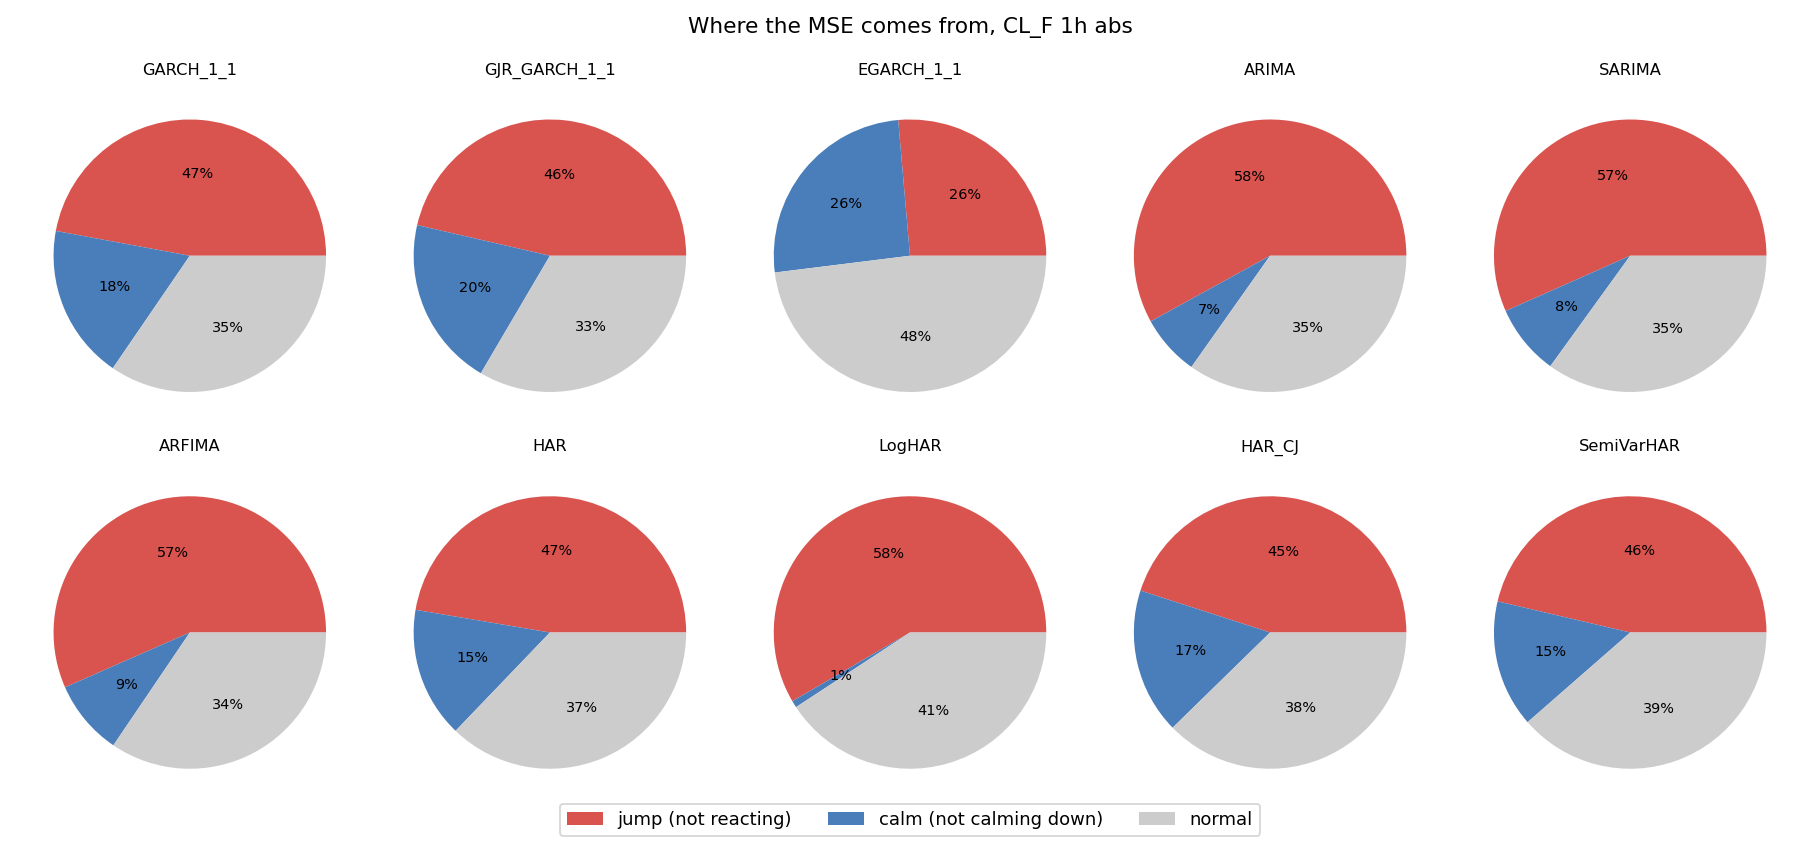 Where the MSE comes from, CL_F 1h abs
GARCH_1_1
GJR_GARCH_1_1
EGARCH_1_1
ARIMA
SARIMA
47%
18%
35%
46%
20%
33%
26%
26%
48%
58%
7%
35%
57%
8%
35%
ARFIMA
HAR
LogHAR
HAR_CJ
SemiVarHAR
57%
9%
34%
47%
15%
37%
58%
1%
41%
45%
17%
38%
46%
15%
39%
jump (not reacting)
calm (not calming down)
normal